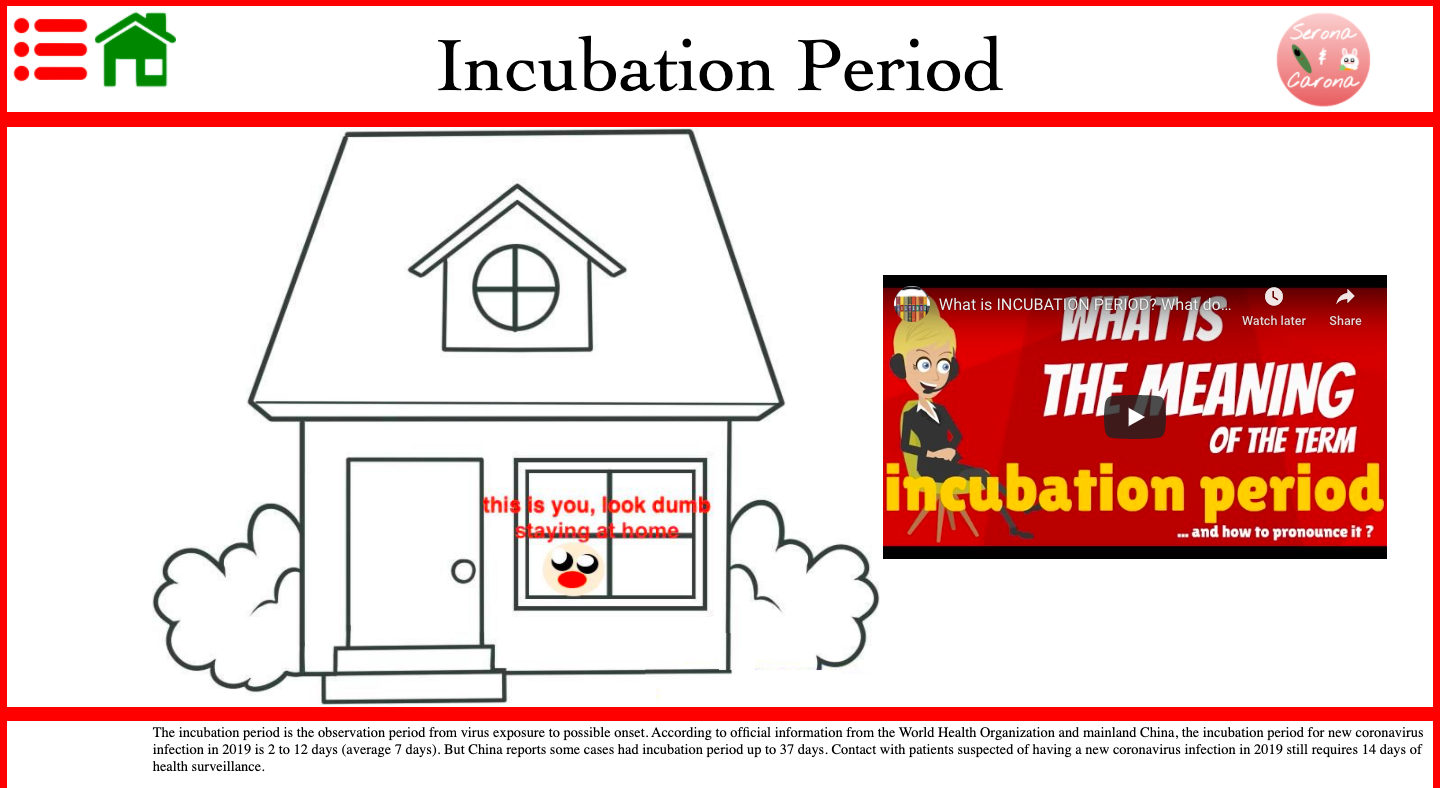 Incubation Period
Serona
&
Carona
What is INCUBATION PERIOD? What do...
Watch later
Share
WHAT IS
THE MEANING
OF THE TERM
incubation period
... and how to pronounce it ?
this is you, look dumb
staying at home
The incubation period is the observation period from virus exposure to possible onset. According to official information from the World Health Organization and mainland China, the incubation period for new coronavirus
infection in 2019 is 2 to 12 days (average 7 days). But China reports some cases had incubation period up to 37 days. Contact with patients suspected of having a new coronavirus infection in 2019 still requires 14 days of
health surveillance.